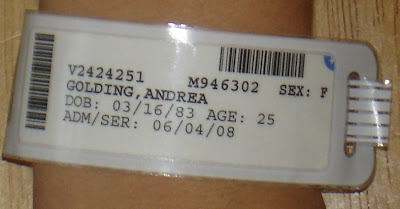 V2424251 M946302 SEX: F
GOLDING,ANDREA
DOB: 03/16/83 AGE: 25
ADM/SER: 06/04/08